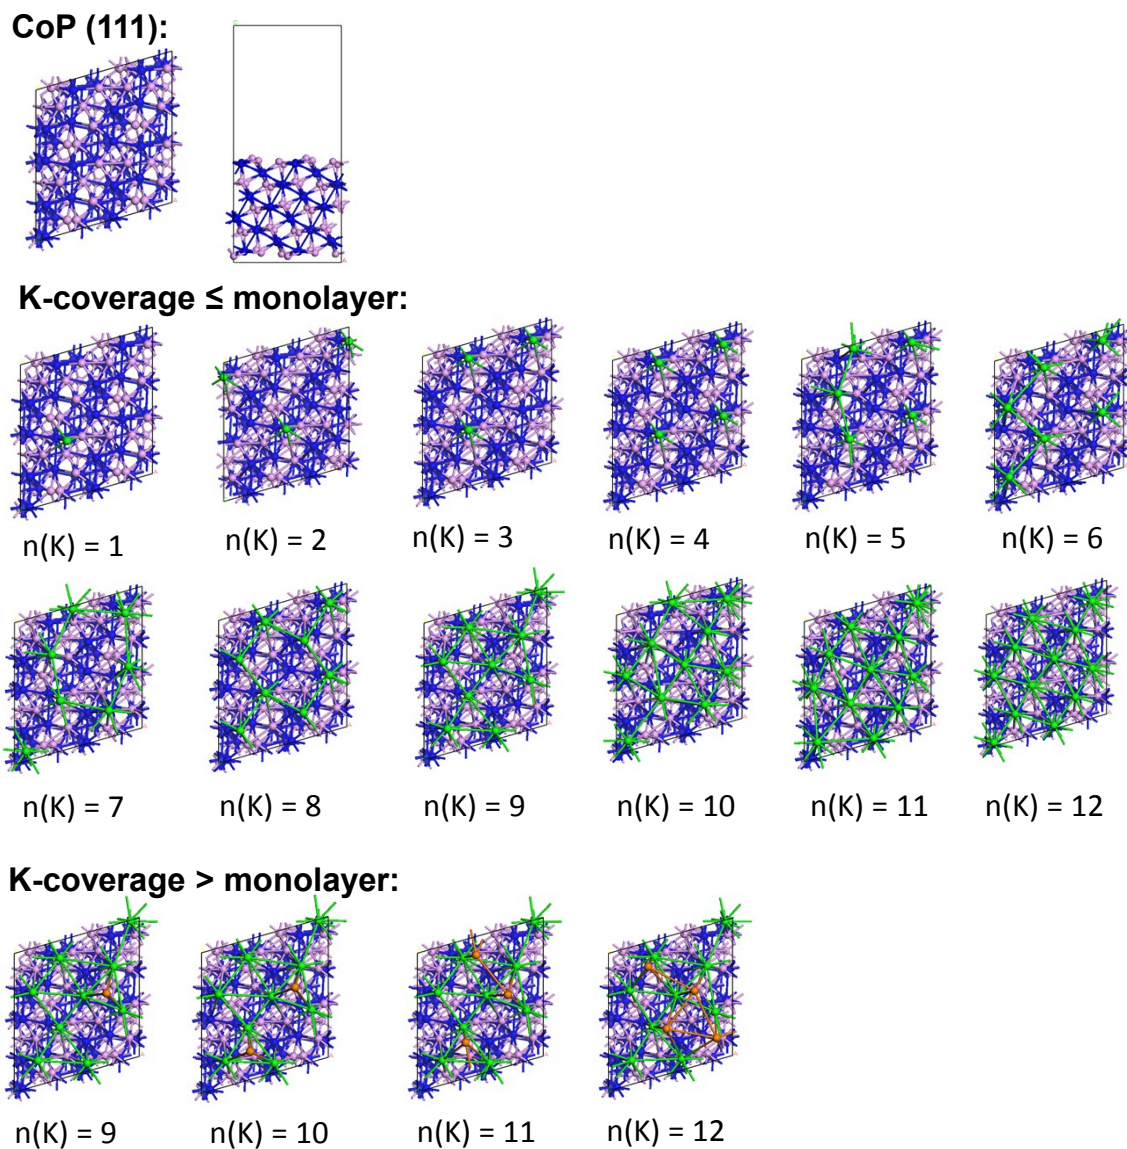 CoP (111):
K-coverage ≤ monolayer:
n(K) = 1
n(K) = 2
n(K) = 3
n(K) = 4
n(K) = 5
n(K) = 6
n(K) = 7
n(K) = 8
n(K) = 9
n(K) = 10
n(K) = 11
n(K) = 12
K-coverage > monolayer:
n(K) = 9
n(K) = 10
n(K) = 11
n(K) = 12